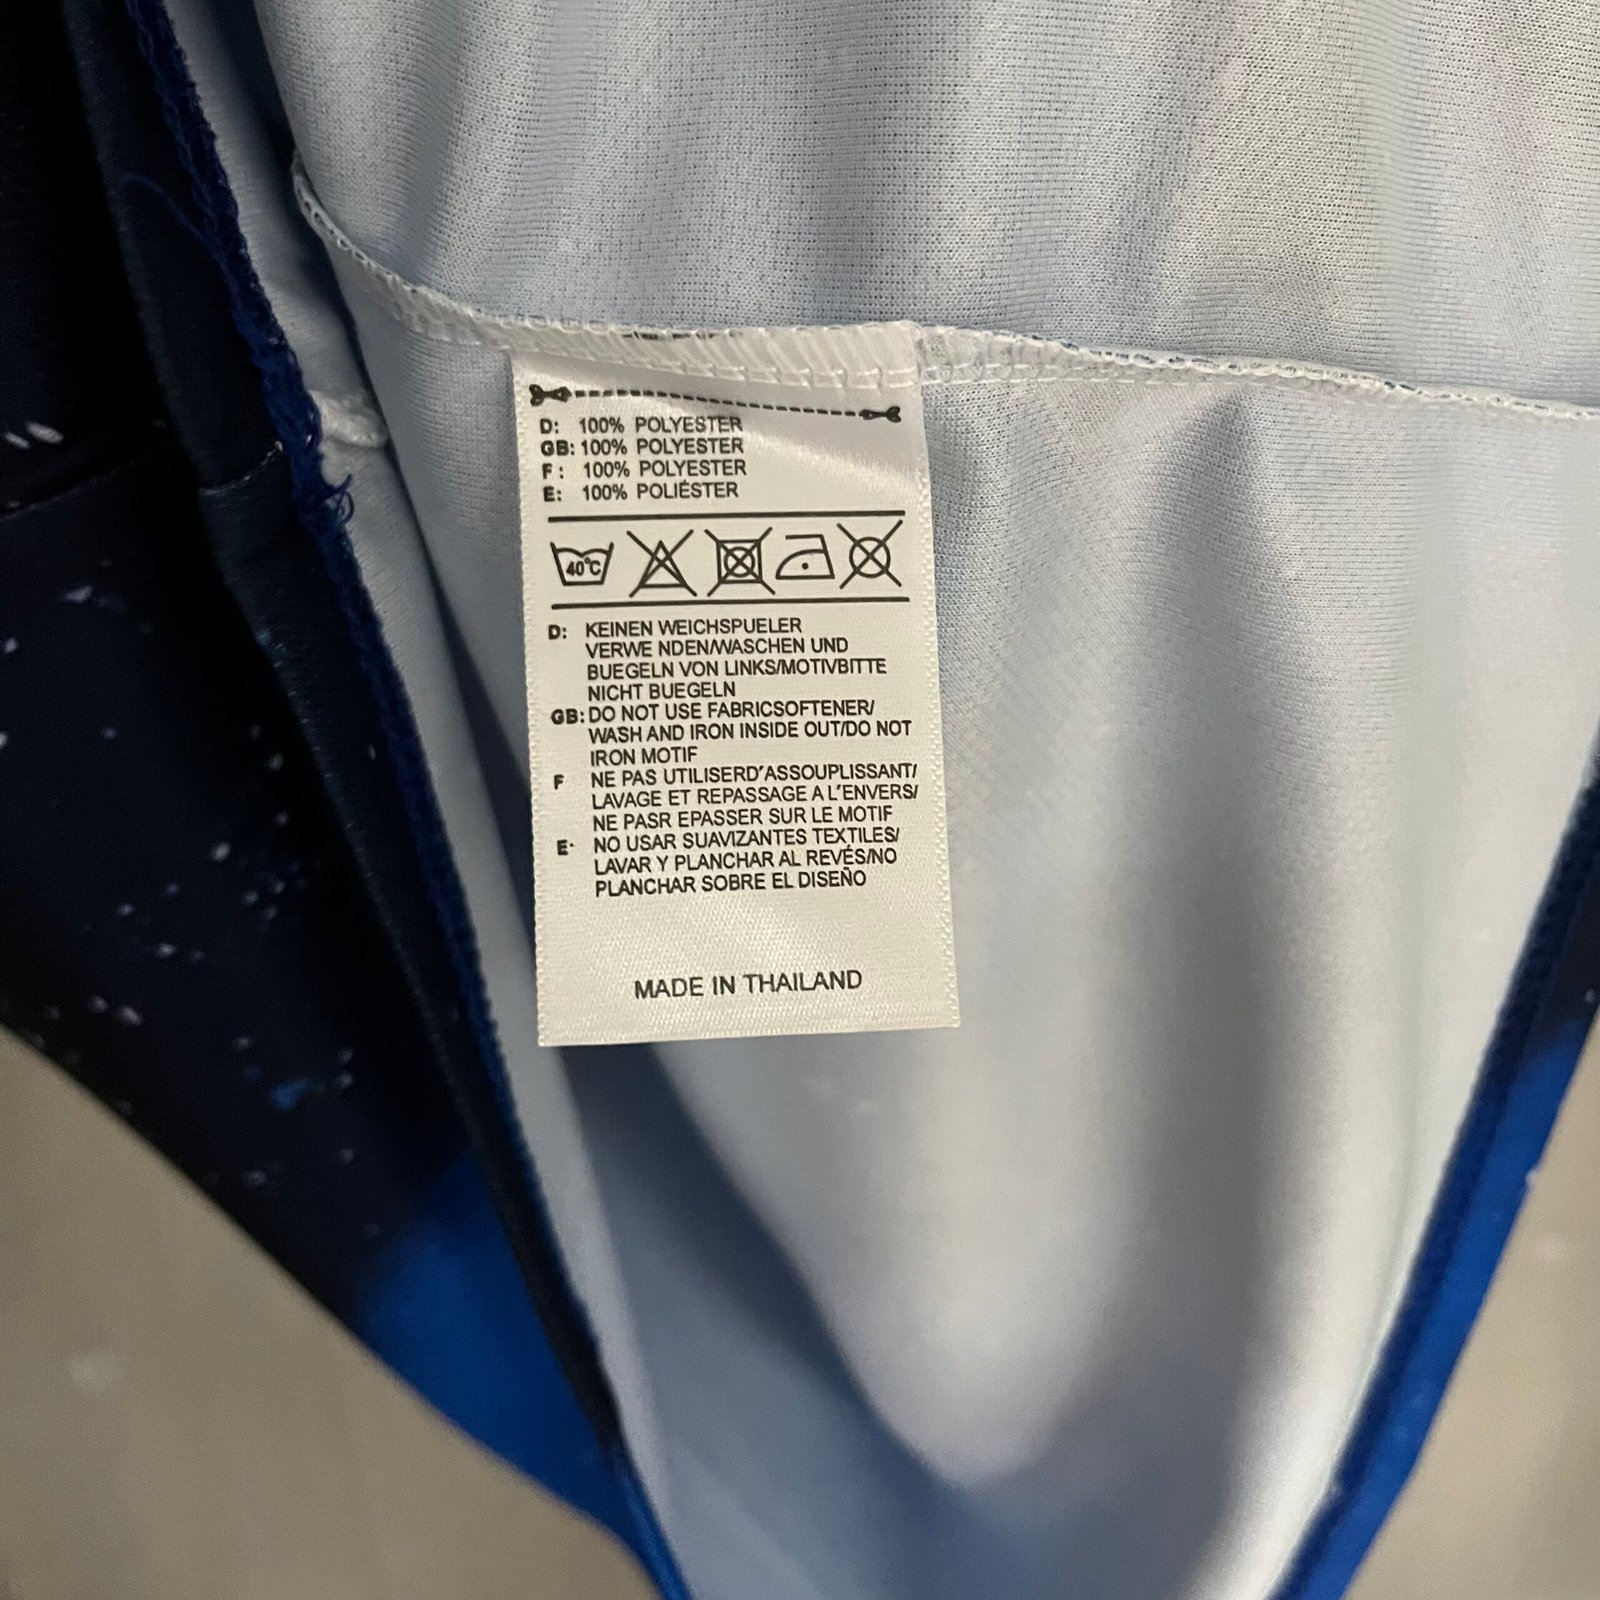 D: 100% POLYESTER
GB: 100% POLYESTER
F: 100% POLYESTER
E: 100% POLIÉSTER
40°C
D: KEINEN WEICHSPUELER
VERWE NDEN/WASCHEN UND
BUEGELN VON LINKS/MOTIVBITTE
NICHT BUEGELN
GB: DO NOT USE FABRICSOFTENER/
WASH AND IRON INSIDE OUT/DO NOT
IRON MOTIF
F NE PAS UTILISERD'ASSOUPLISSANT/
LAVAGE ET REPASSAGE A L'ENVERS/
NE PASR EPASSER SUR LE MOTIF
E· NO USAR SUAVIZANTES TEXTILES/
LAVAR Y PLANCHAR AL REVÉS/NO
PLANCHAR SOBRE EL DISEÑO
MADE IN THAILAND